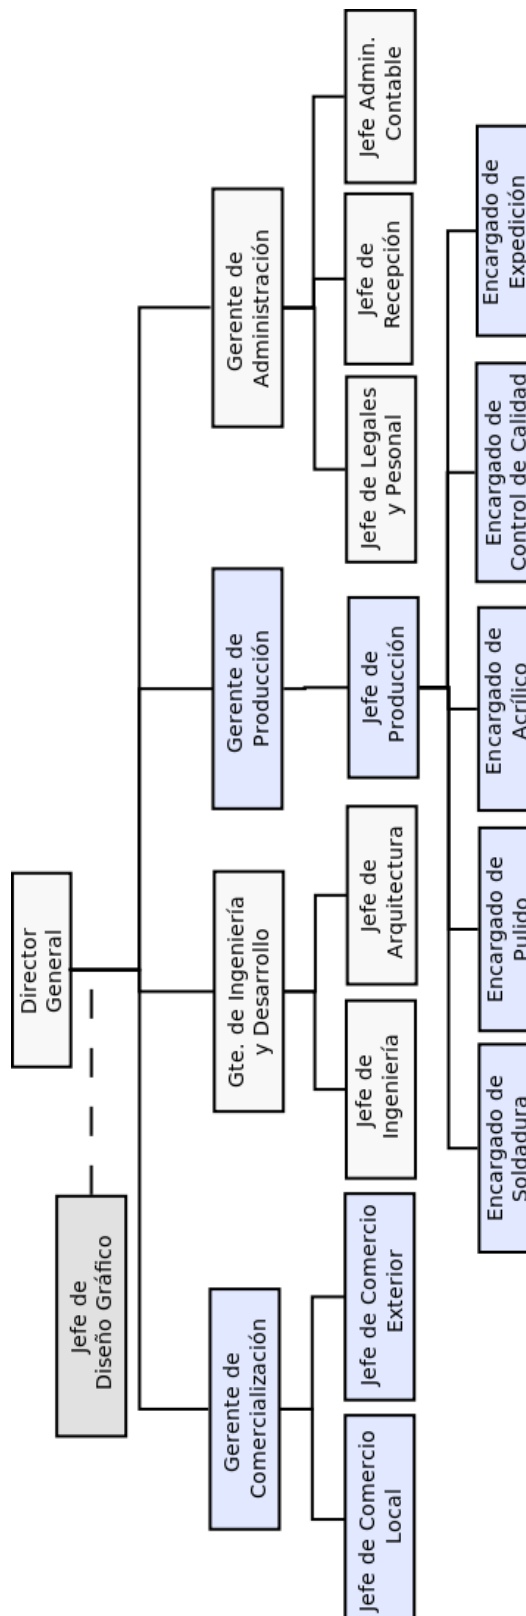 Director
General
Jefe de
Diseño Gráfico
Gerente de
Comercialización
Gte. de Ingeniería
y Desarrollo
Gerente de
Producción
Gerente de
Administración
Jefe de Comercio
Local
Jefe de Comercio
Exterior
Jefe de
Ingeniería
Jefe de
Arquitectura
Jefe de
Producción
Jefe de Legales
y Pesonal
Jefe de
Recepción
Jefe Admin.
Contable
Encargado de
Soldadura
Encargado de
Pulido
Encargado de
Acrílico
Encargado de
Control de Calidad
Encargado de
Expedición